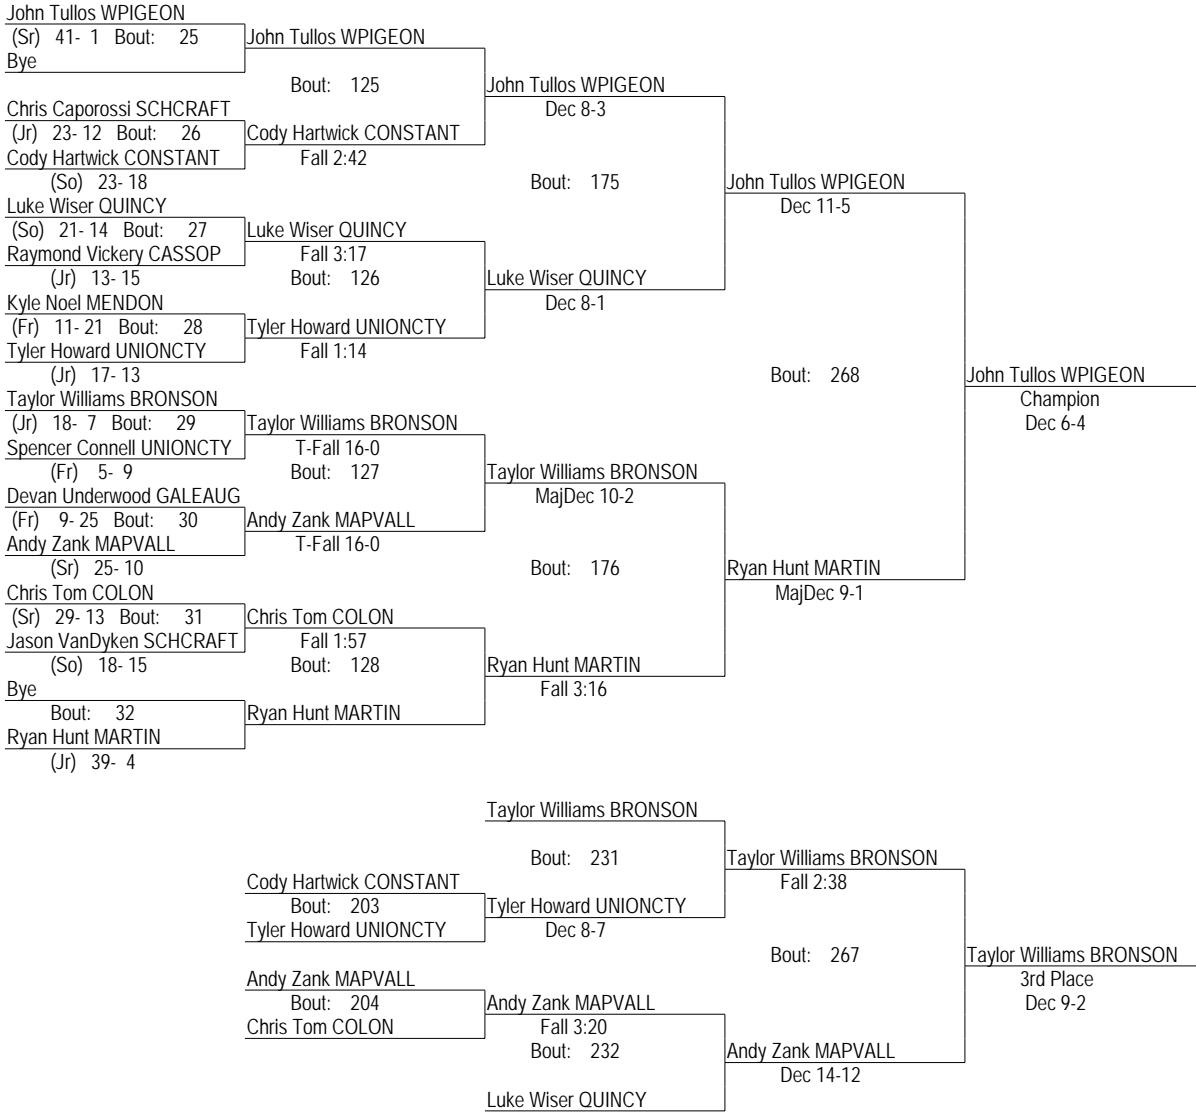 John Tullos WPIGEON
(Sr) 41- 1 Bout: 25 John Tullos WPIGEON
Bye
Bout: 125 John Tullos WPIGEON
Chris Caporossi SCHCRAFT Dec 8-3
(Jr) 23- 12 Bout: 26 Cody Hartwick CONSTANT
Cody Hartwick CONSTANT Fall 2:42
(So) 23- 18 Bout: 175 John Tullos WPIGEON
Luke Wiser QUINCY Dec 11-5
(So) 21- 14 Bout: 27 Luke Wiser QUINCY
Raymond Vickery CASSOP Fall 3:17
(Jr) 13- 15 Bout: 126 Luke Wiser QUINCY
Kyle Noel MENDON Dec 8-1
(Fr) 11- 21 Bout: 28 Tyler Howard UNIONCTY
Tyler Howard UNIONCTY Fall 1:14
(Jr) 17- 13 Bout: 268 John Tullos WPIGEON
Taylor Williams BRONSON Champion
(Jr) 18- 7 Bout: 29 Taylor Williams BRONSON Dec 6-4
Spencer Connell UNIONCTY T-Fall 16-0
(Fr) 5- 9 Bout: 127 Taylor Williams BRONSON
Devan Underwood GALEAUG MajDec 10-2
(Fr) 9- 25 Bout: 30 Andy Zank MAPVALL
Andy Zank MAPVALL T-Fall 16-0
(Sr) 25- 10 Bout: 176 Ryan Hunt MARTIN
Chris Tom COLON MajDec 9-1
(Sr) 29- 13 Bout: 31 Chris Tom COLON
Jason VanDyken SCHCRAFT Fall 1:57
(So) 18- 15 Bout: 128 Ryan Hunt MARTIN
Bye Fall 3:16
Bout: 32 Ryan Hunt MARTIN
Ryan Hunt MARTIN
(Jr) 39- 4
Taylor Williams BRONSON
Bout: 231 Taylor Williams BRONSON
Cody Hartwick CONSTANT Fall 2:38
Bout: 203 Tyler Howard UNIONCTY
Tyler Howard UNIONCTY Dec 8-7
Bout: 267 Taylor Williams BRONSON
Andy Zank MAPVALL 3rd Place
Bout: 204 Andy Zank MAPVALL Dec 9-2
Chris Tom COLON Fall 3:20
Bout: 232 Andy Zank MAPVALL
Dec 14-12
Luke Wiser QUINCY